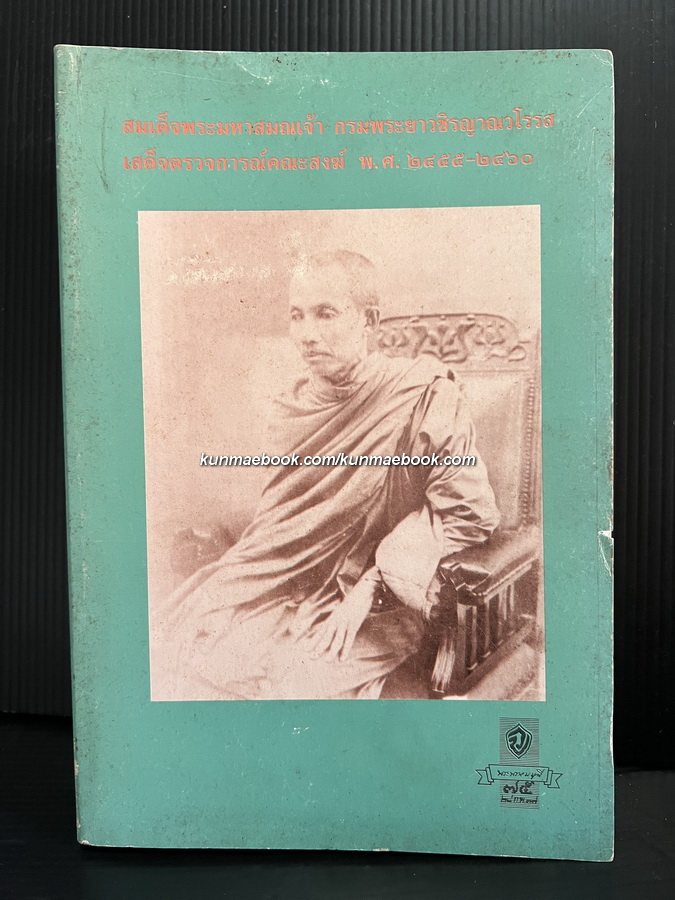 สมเด็จพระมหาสมณเจ้า กรมพระยาวชิรญาณวโรรส
เสด็จตรวจการณ์คณะสงฆ์ พ.ศ. ๒๔๕๕-๒๔๖๐
kunmaebook.com/kunmaebook.com
๗๕